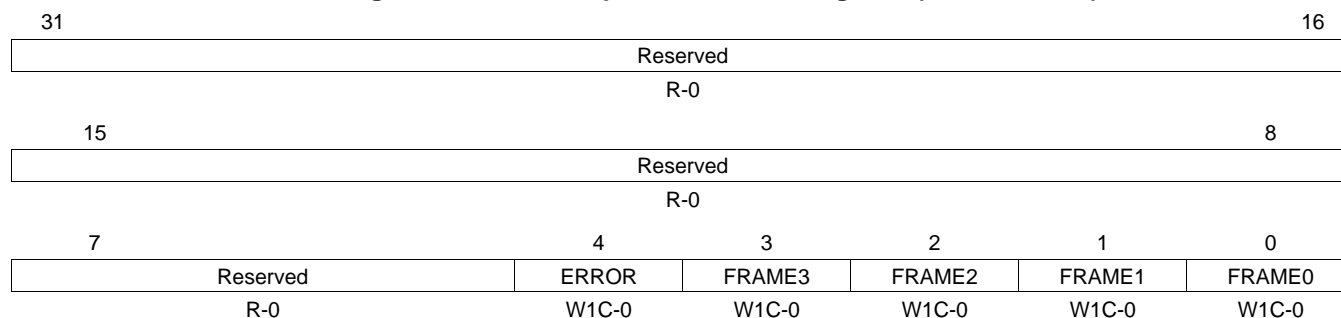 31 16
Reserved
R-0
15 8
Reserved
R-0
7 4 3 2 1 0
Reserved ERROR FRAME3 FRAME2 FRAME1 FRAME0
R-0 W1C-0 W1C-0 W1C-0 W1C-0 W1C-0